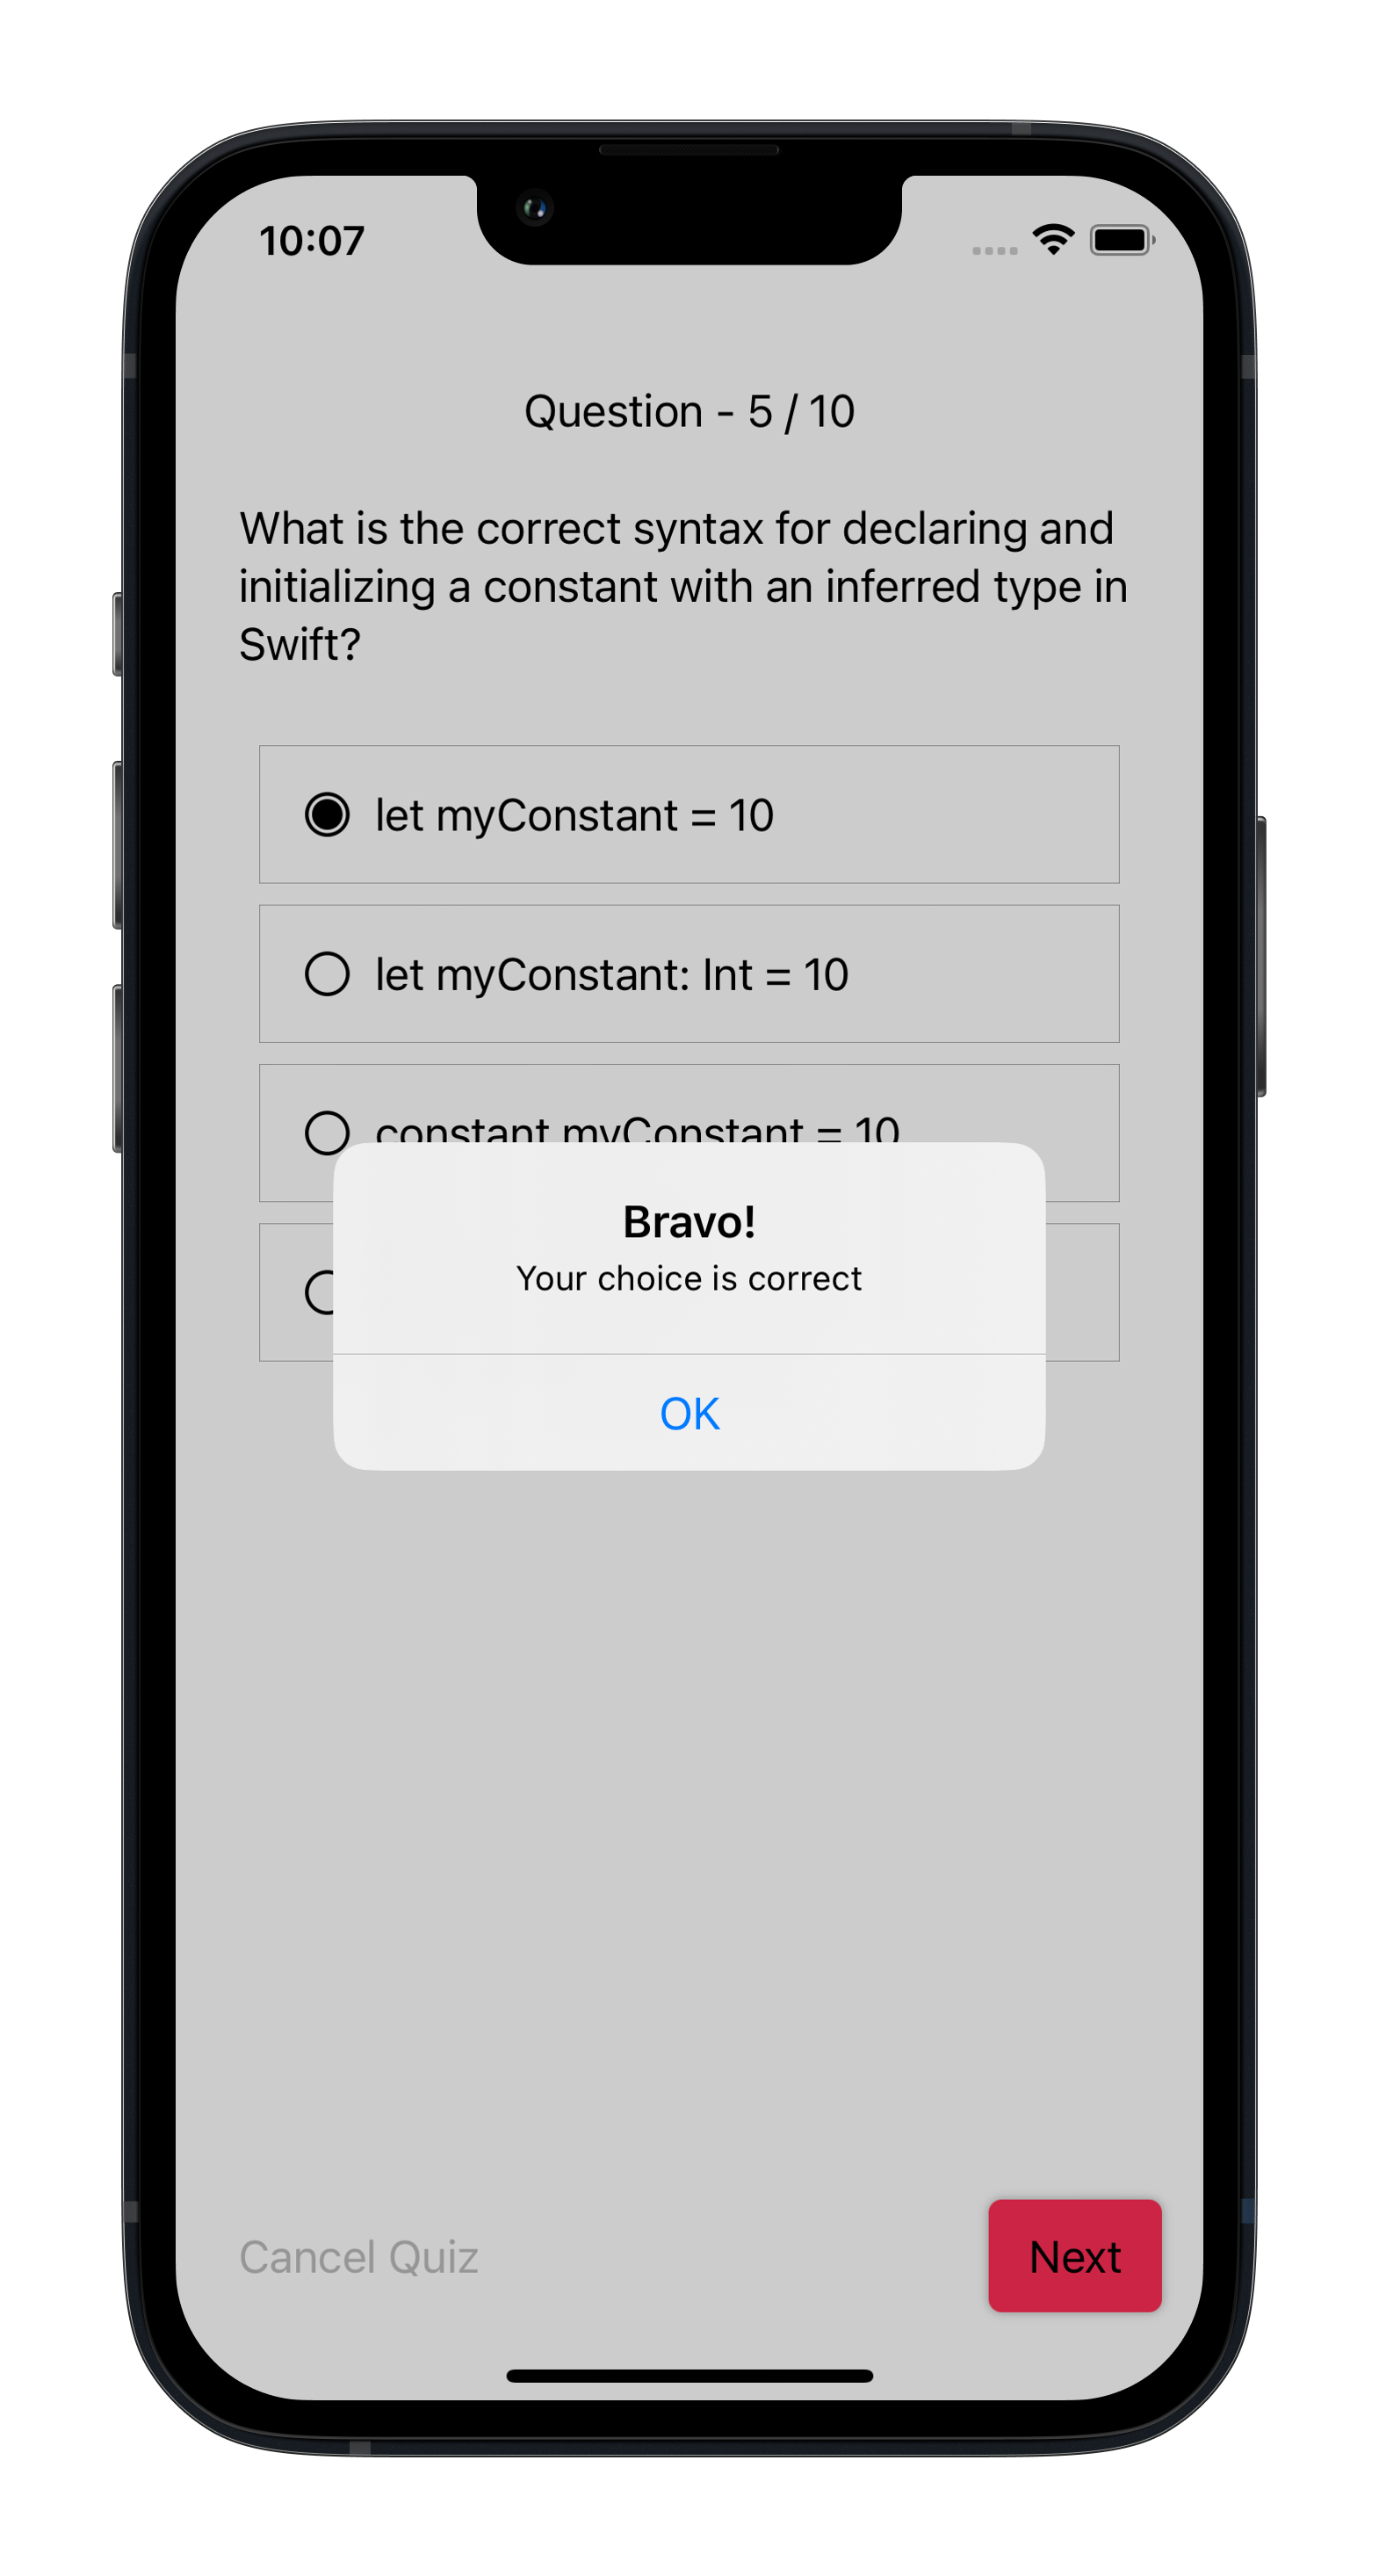 10:07
Question - 5 / 10
What is the correct syntax for declaring and
initializing a constant with an inferred type in
Swift?
let myConstant = 10
let myConstant: Int = 10
constant myConstant = 10
Bravo!
Your choice is correct
OK
Cancel Quiz
Next